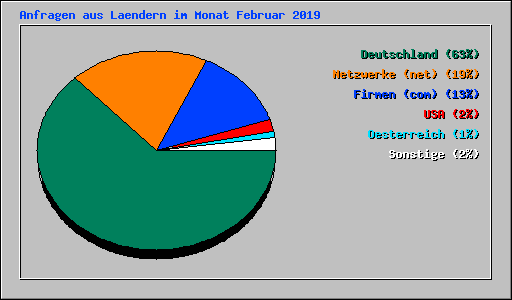 Anfragen aus Laendern im Monat Februar 2019
Deutschland (63%)
Netzwerke (net) (19%)
Firmen (com) (13%)
USA (2%)
Oesterreich (1%)
Sonstige (2%)